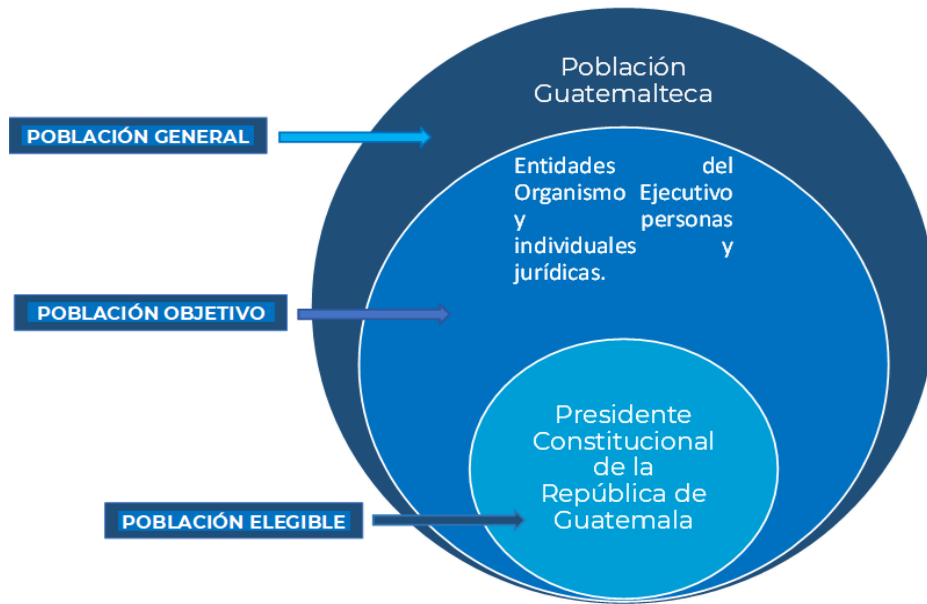 Población
Guatemalteca
POBLACIÓN GENERAL
Entidades del
Organismo Ejecutivo
y personas
individuales y
jurídicas.
POBLACIÓN OBJETIVO
Presidente
Constitucional
de la
República de
Guatemala
POBLACIÓN ELEGIBLE